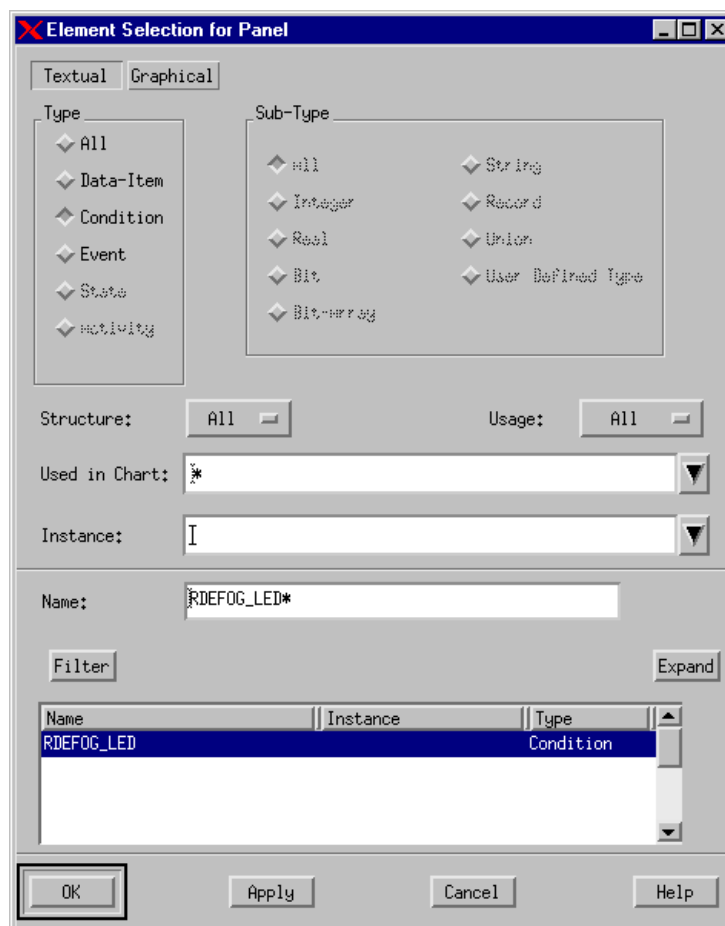 Element Selection for Panel
Textual Graphical
Type
All
Data-Item
Condition
Event
State
Activity
Sub-Type
All
Integer
Real
Bit
Bit-Array
String
Record
Union
User Defined Type
Structure: All Usage: All
Used in Chart: *
Instance:
Name: RDEFOG_LED*
Filter Expand
Name Instance Type
RDEFOG_LED Condition
OK Apply Cancel Help